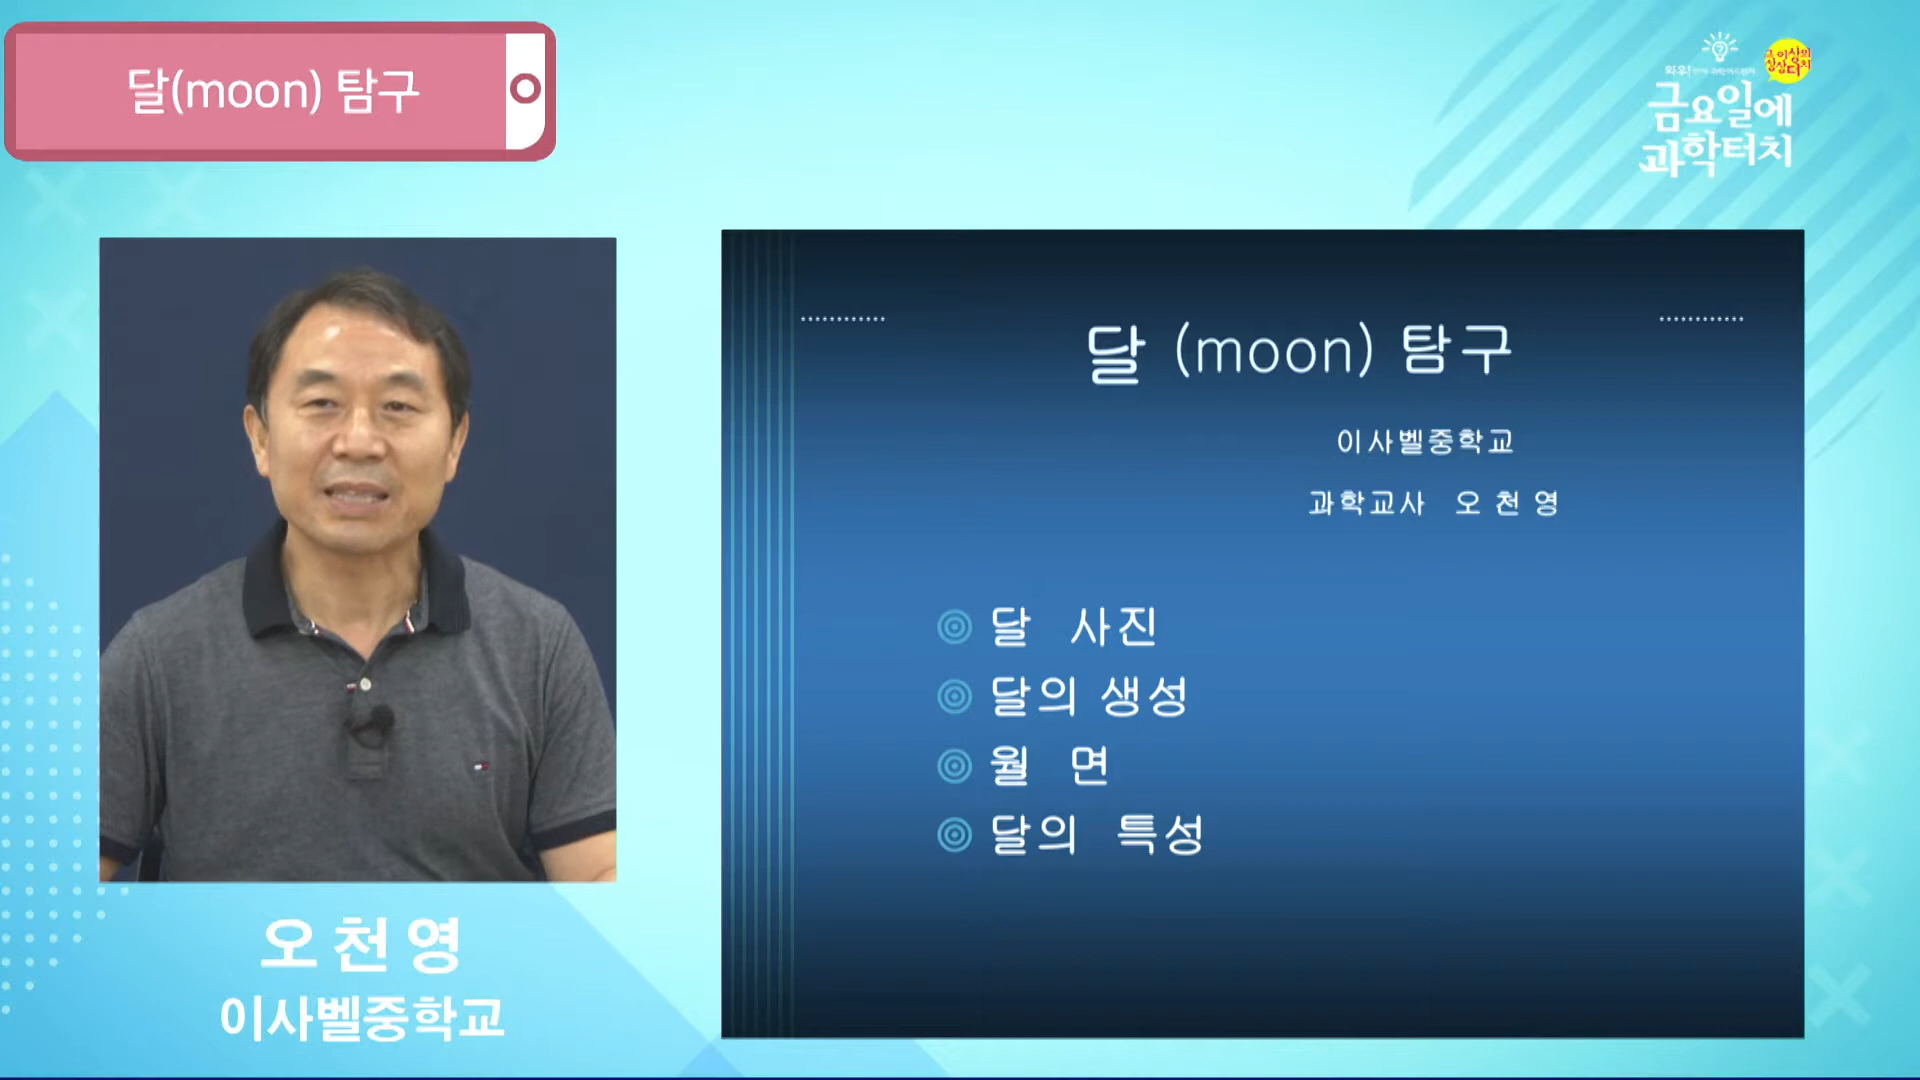 달(moon) 탐구
금요일에
과학터치
달 (moon) 탐구
이사벨중학교
과학교사 오 천 영
달 사진
달의 생성
월 면
달의 특성
오 천 영
이사벨중학교